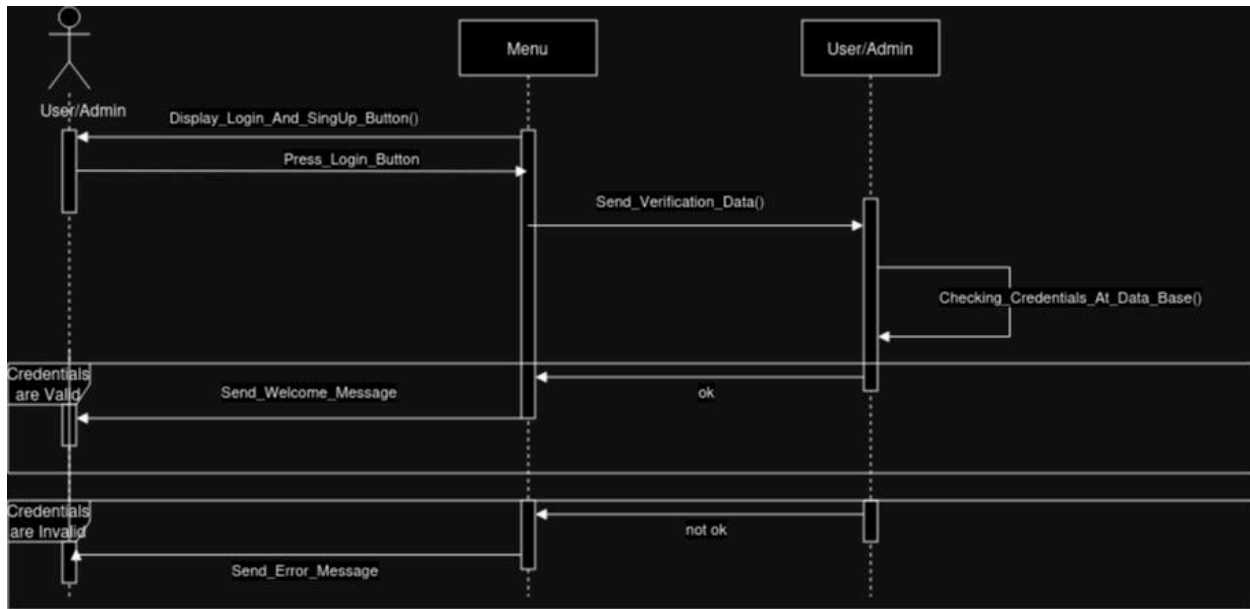 Menu
User/Admin
User/Admin
Display_Login_And_SingUp_Button()
Press_Login_Button
Send_Verification_Data()
Checking_Credentials_At_Data_Base()
Credentials
are Valid
ok
Send_Welcome_Message
Credentials
are Invalid
not ok
Send_Error_Message